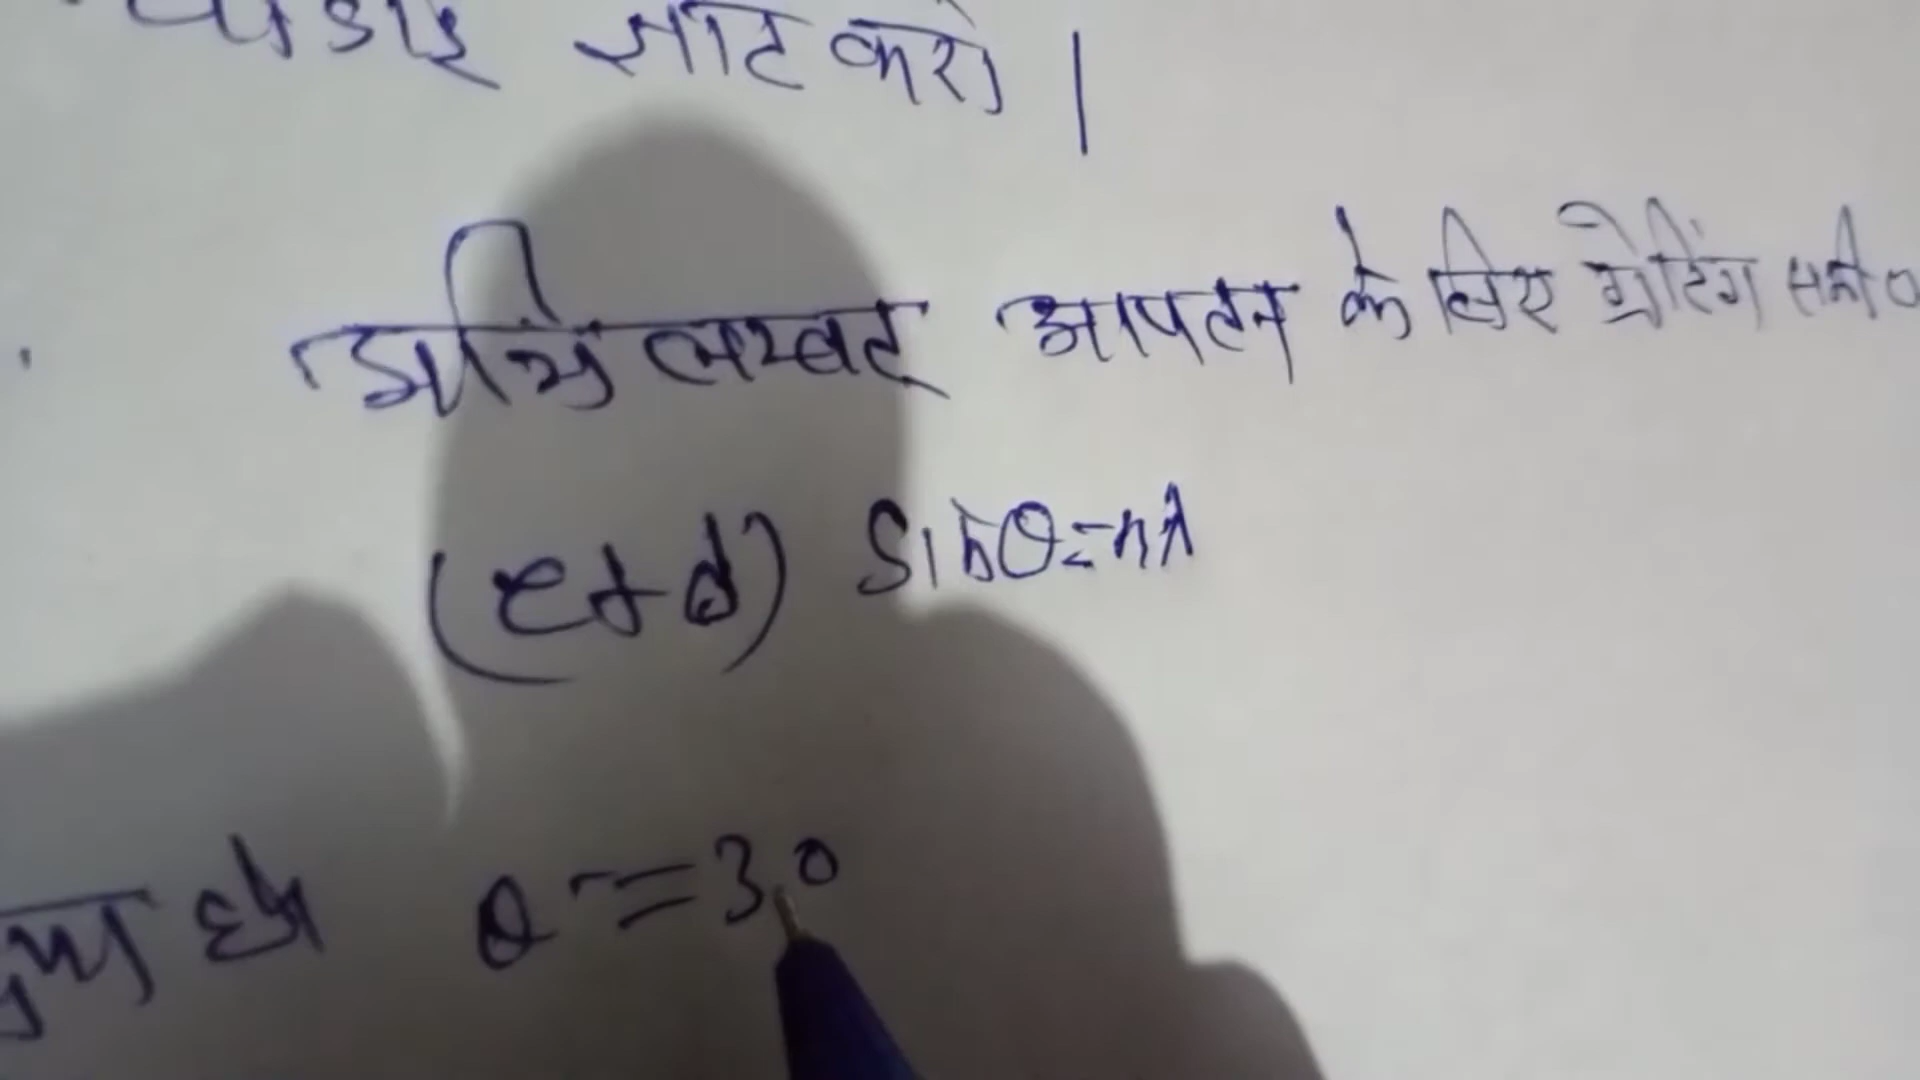 ज्ञात करो।
अभिलम्बवत् आपतन के लिए ग्रेटिंग समी०
(e+d) Sinθ=nλ
θ = 30